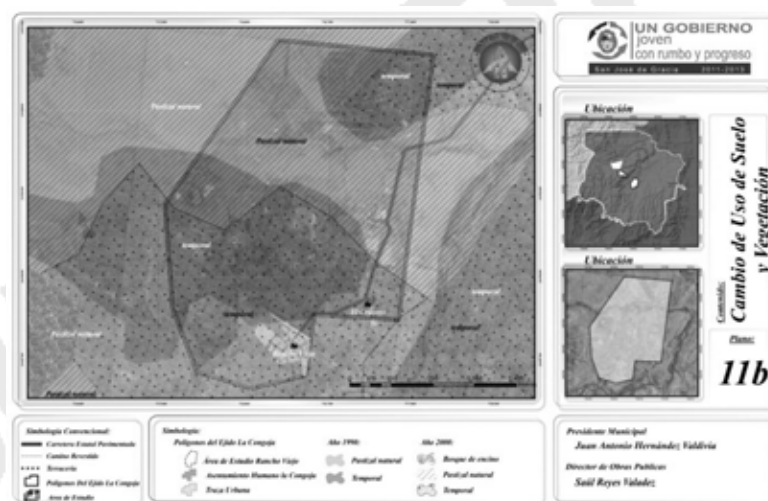 UN GOBIERNO
joven
con rumbo y progreso
San José de Gracia 2011-2013
Ubicación
Ubicación
Contenido:
Cambio de Uso de Suelo
y Vegetación
Plano:
11b
Pastizal natural
Pastizal natural
temporal
temporal
temporal
temporal
temporal
temporal
temporal
Pastizal natural
Pastizal natural
Simbología Convencional:
Carretera Estatal Pavimentada
Camino Revestido
Terracería
Polígonos Del Ejido La Congoja
Área de Estudio
Simbología:
Polígonos del Ejido La Congoja
Área de Estudio Rancho Viejo
Asentamiento Humano la Congoja
Traza Urbana
Año 1990:
Pastizal natural
Temporal
Año 2000:
Bosque de encino
Pastizal natural
Temporal
Presidente Municipal
Juan Antonio Hernández Valdivia
Director de Obras Publicas
Saúl Reyes Valadez